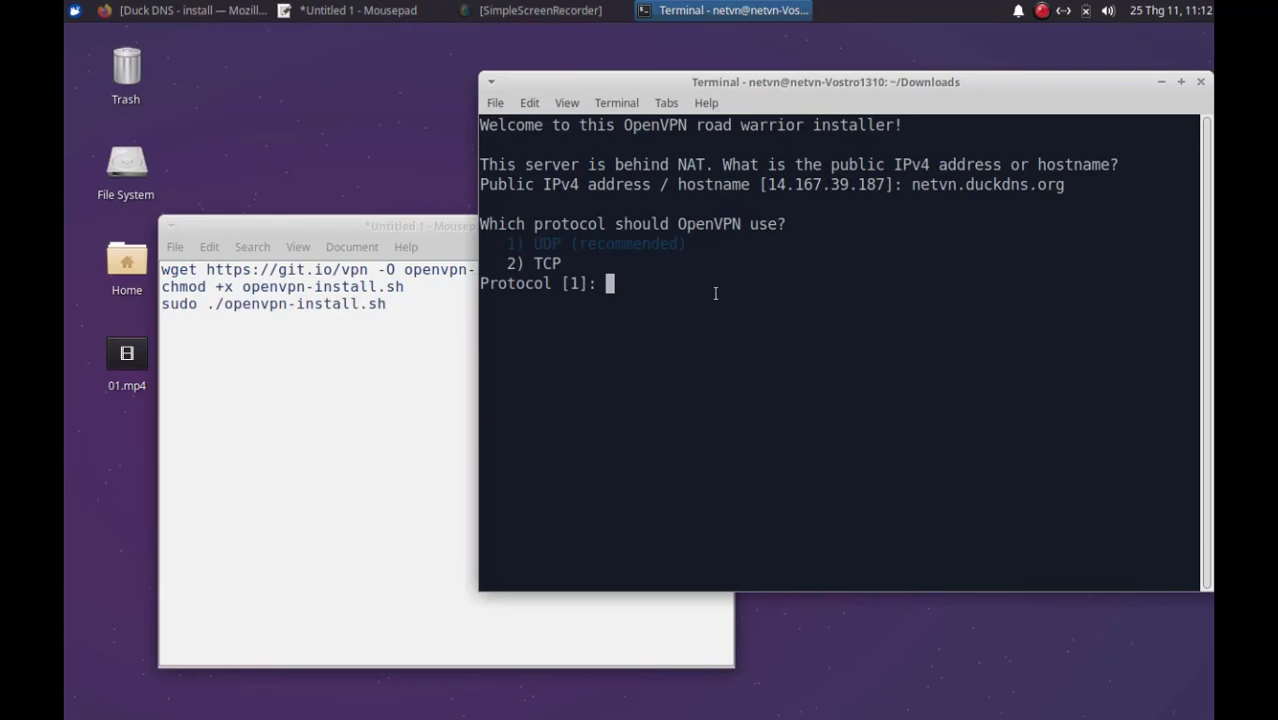 [Duck DNS - install — Mozill...
*Untitled 1 - Mousepad
[SimpleScreenRecorder]
Terminal - netvn@netvn-Vos...
25 Thg 11, 11:12
Trash
File System
Home
01.mp4
*Untitled 1 - Mousep
File Edit Search View Document Help
wget https://git.io/vpn -O openvpn-
chmod +x openvpn-install.sh
sudo ./openvpn-install.sh
Terminal - netvn@netvn-Vostro1310: ~/Downloads
File Edit View Terminal Tabs Help
Welcome to this OpenVPN road warrior installer!
This server is behind NAT. What is the public IPv4 address or hostname?
Public IPv4 address / hostname [14.167.39.187]: netvn.duckdns.org
Which protocol should OpenVPN use?
1) UDP (recommended)
2) TCP
Protocol [1]: